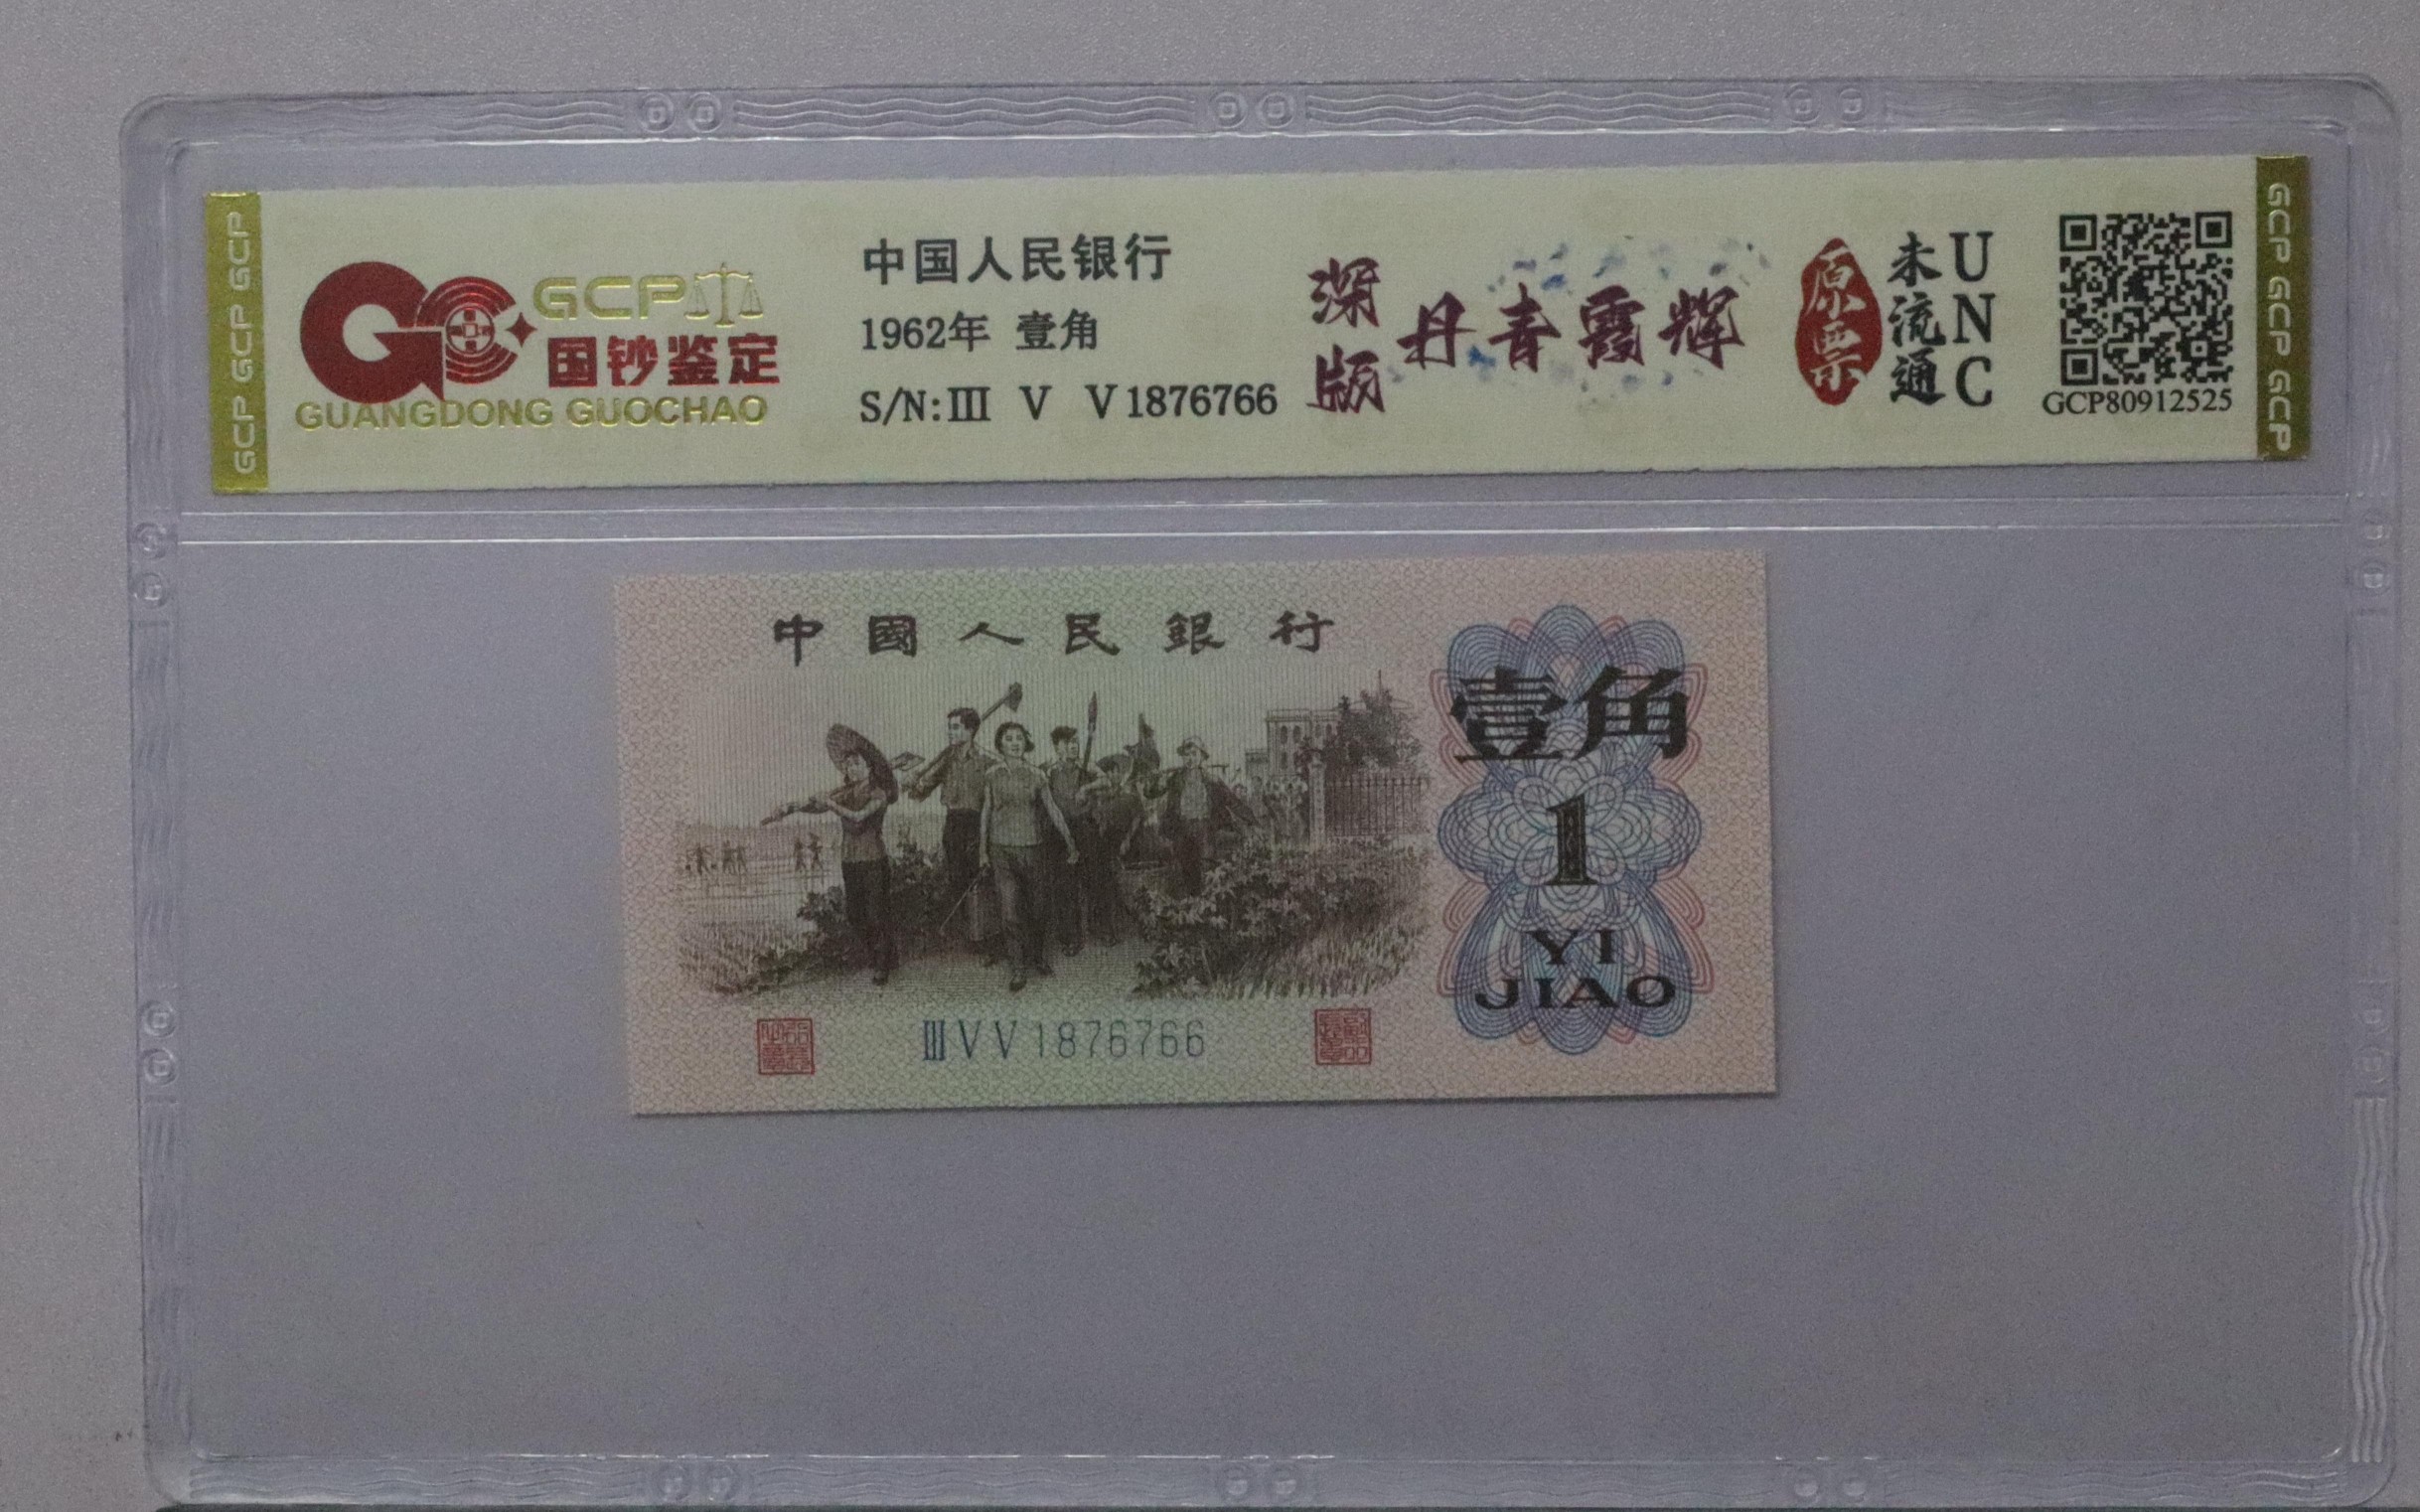 GCP GCP GCP
GCP
国钞鉴定
GUANGDONG GUOCHAO
中国人民银行
1962年 壹角
S/N:Ⅲ V V 1876766
深版
丹青霞辉
原票
未流通
UNC
GCP80912525
GCP GCP GCP
中國人民銀行
壹角
1
YI
JIAO
ⅢVV1876766